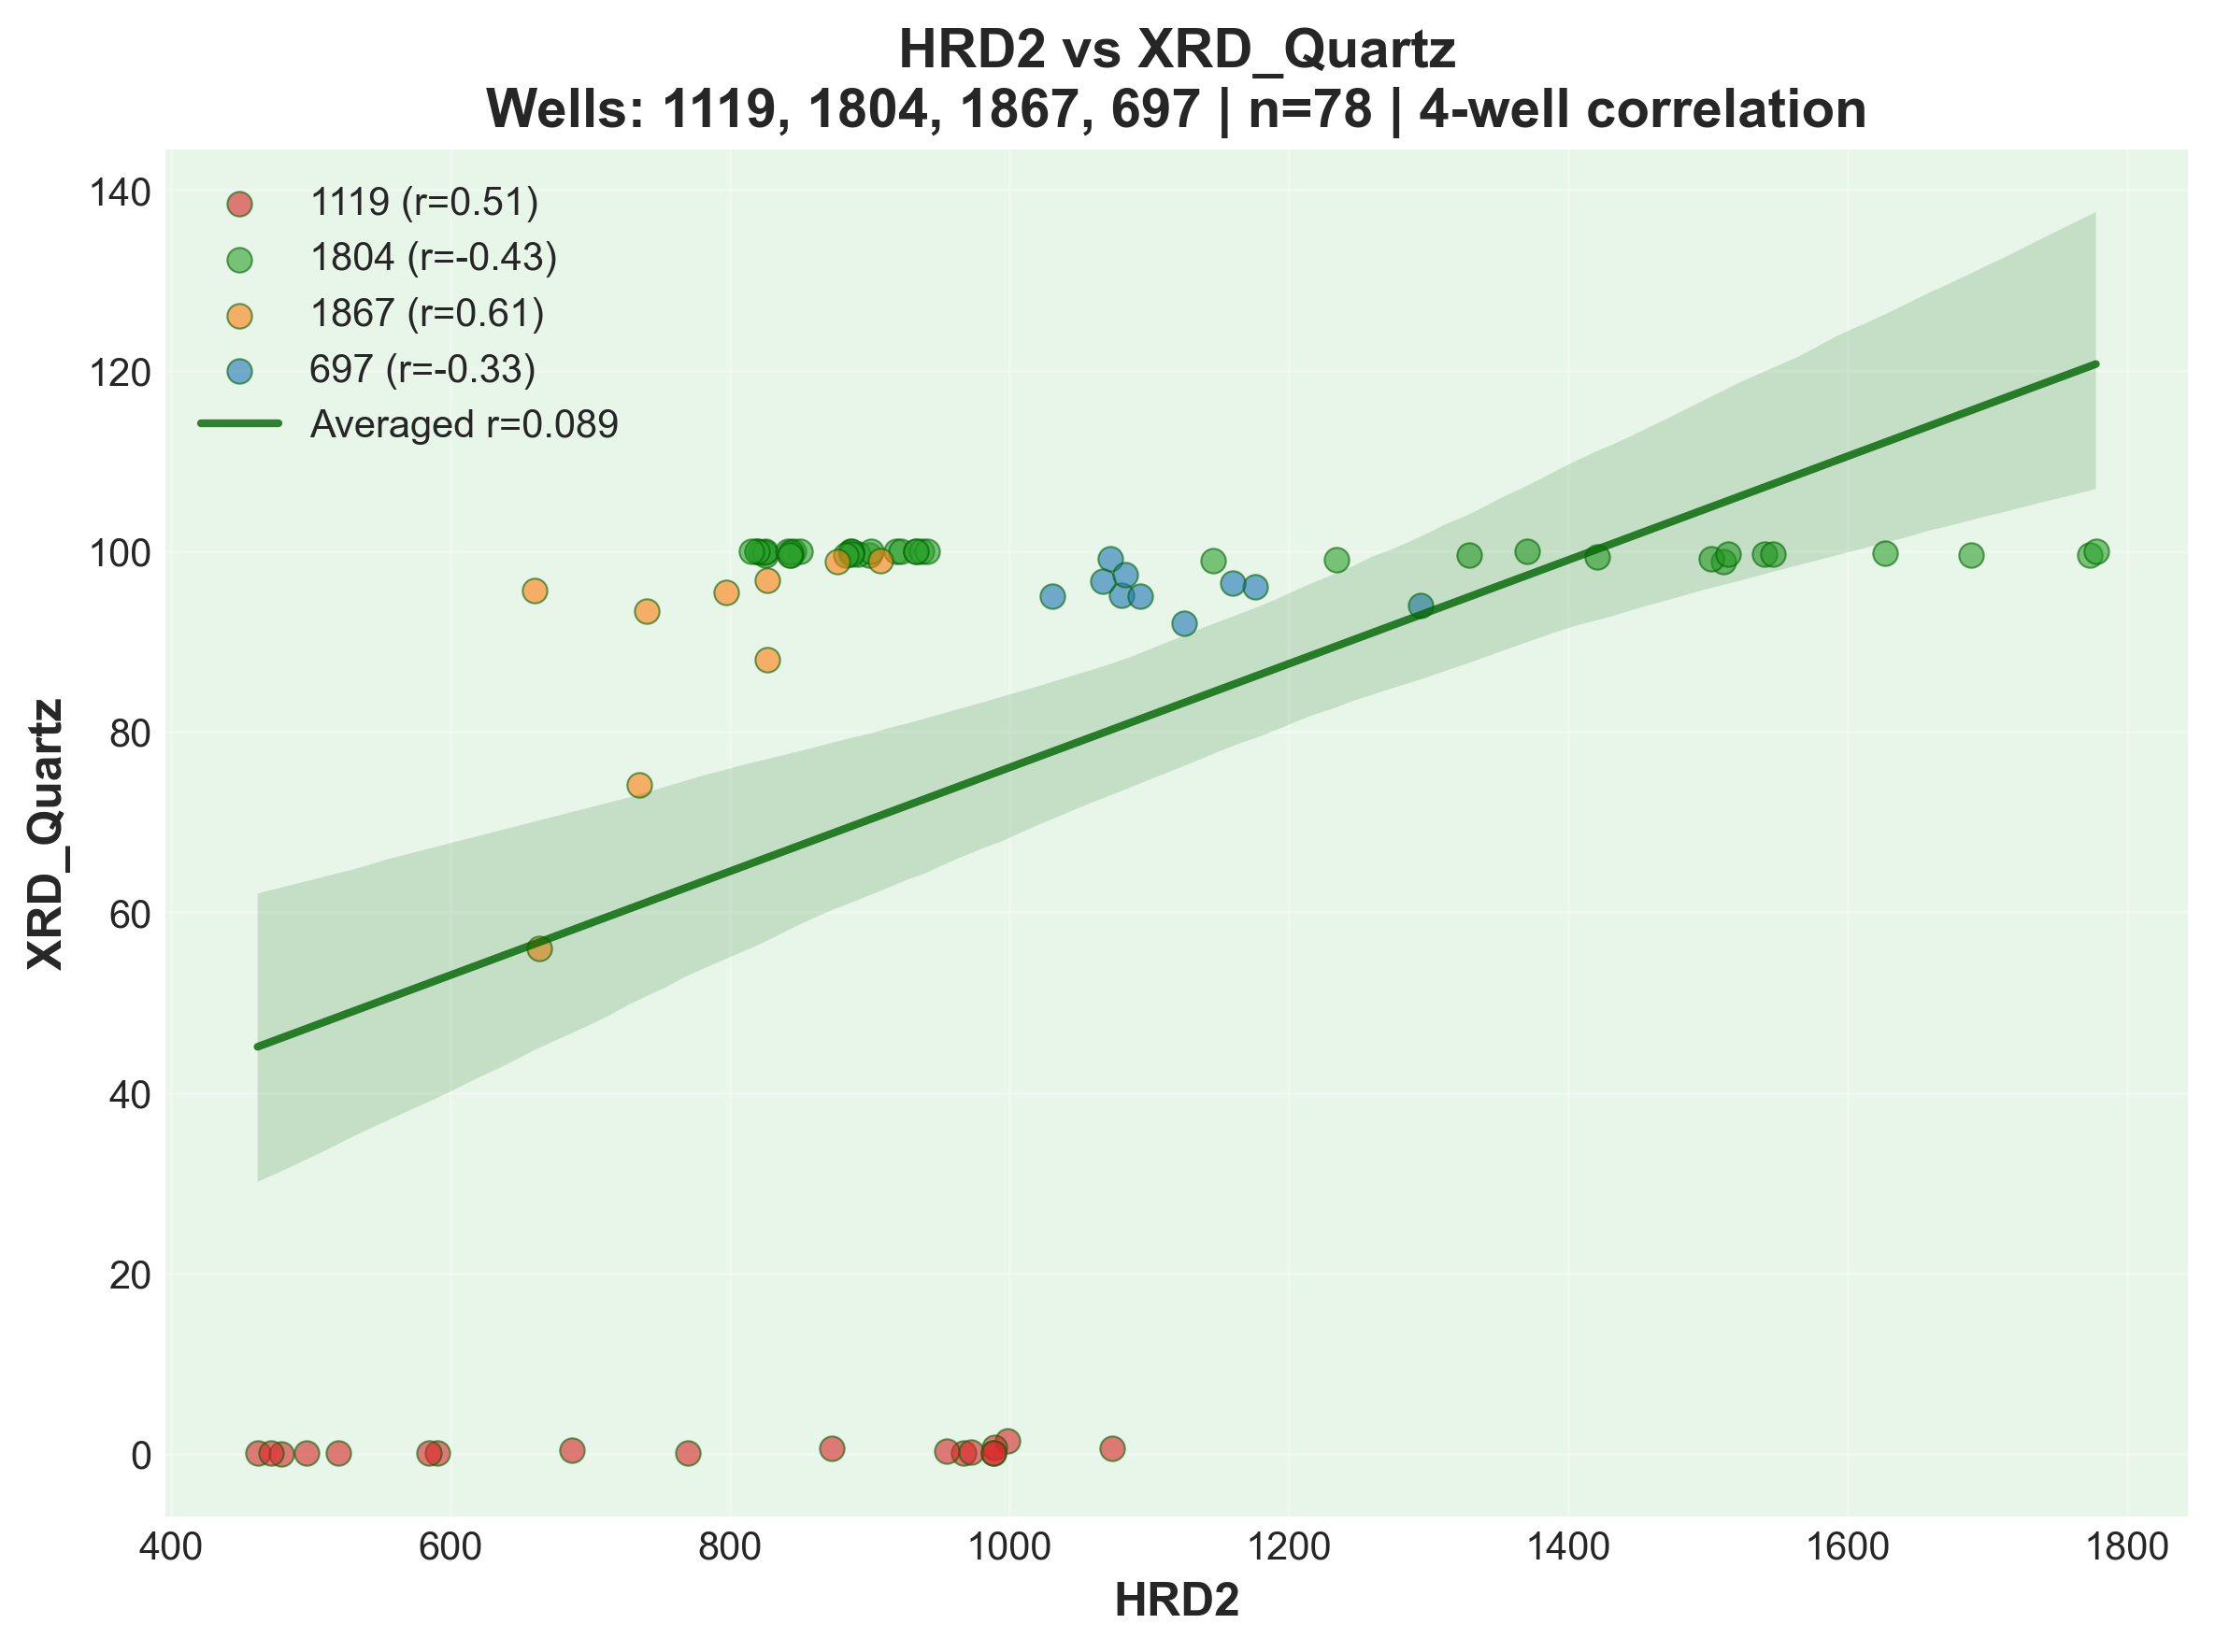 HRD2 vs XRD_Quartz
Wells: 1119, 1804, 1867, 697 | n=78 | 4-well correlation
1119 (r=0.51)
1804 (r=-0.43)
1867 (r=0.61)
697 (r=-0.33)
Averaged r=0.089
XRD_Quartz
140
120
100
80
60
40
20
0
400 600 800 1000 1200 1400 1600 1800
HRD2